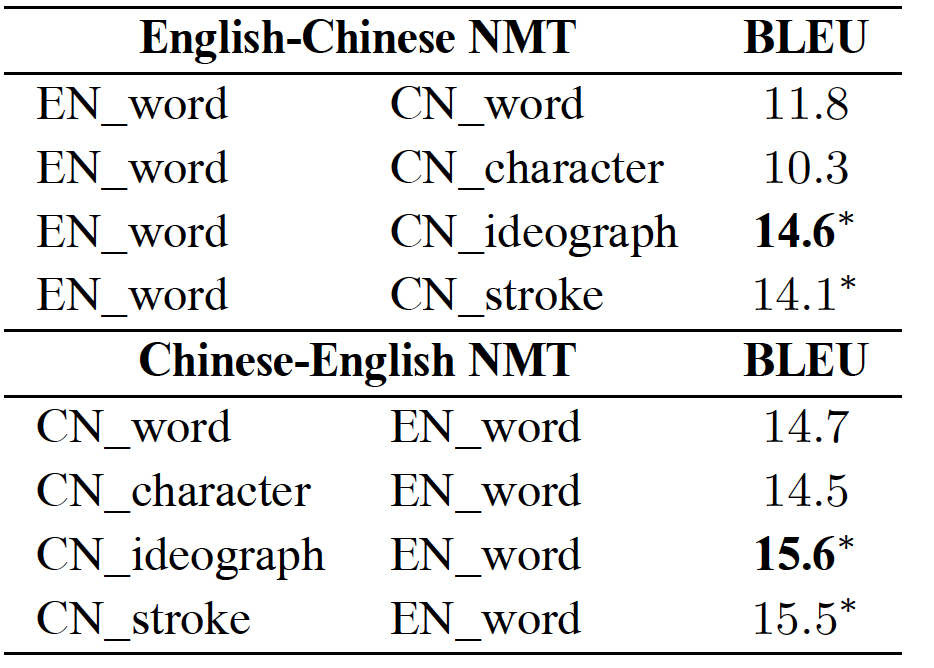 English-Chinese NMT BLEU
EN_word CN_word 11.8
EN_word CN_character 10.3
EN_word CN_ideograph 14.6*
EN_word CN_stroke 14.1*
Chinese-English NMT BLEU
CN_word EN_word 14.7
CN_character EN_word 14.5
CN_ideograph EN_word 15.6*
CN_stroke EN_word 15.5*